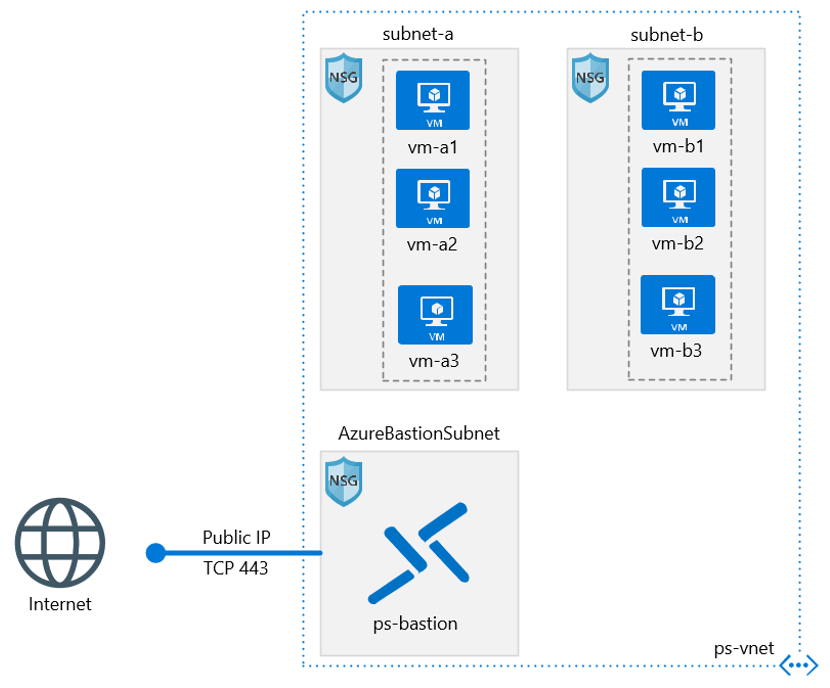 subnet-a
subnet-b
NSG
NSG
VM
VM
vm-a1
vm-b1
VM
VM
vm-a2
vm-b2
VM
VM
vm-a3
vm-b3
AzureBastionSubnet
NSG
Public IP
TCP 443
Internet
ps-bastion
ps-vnet